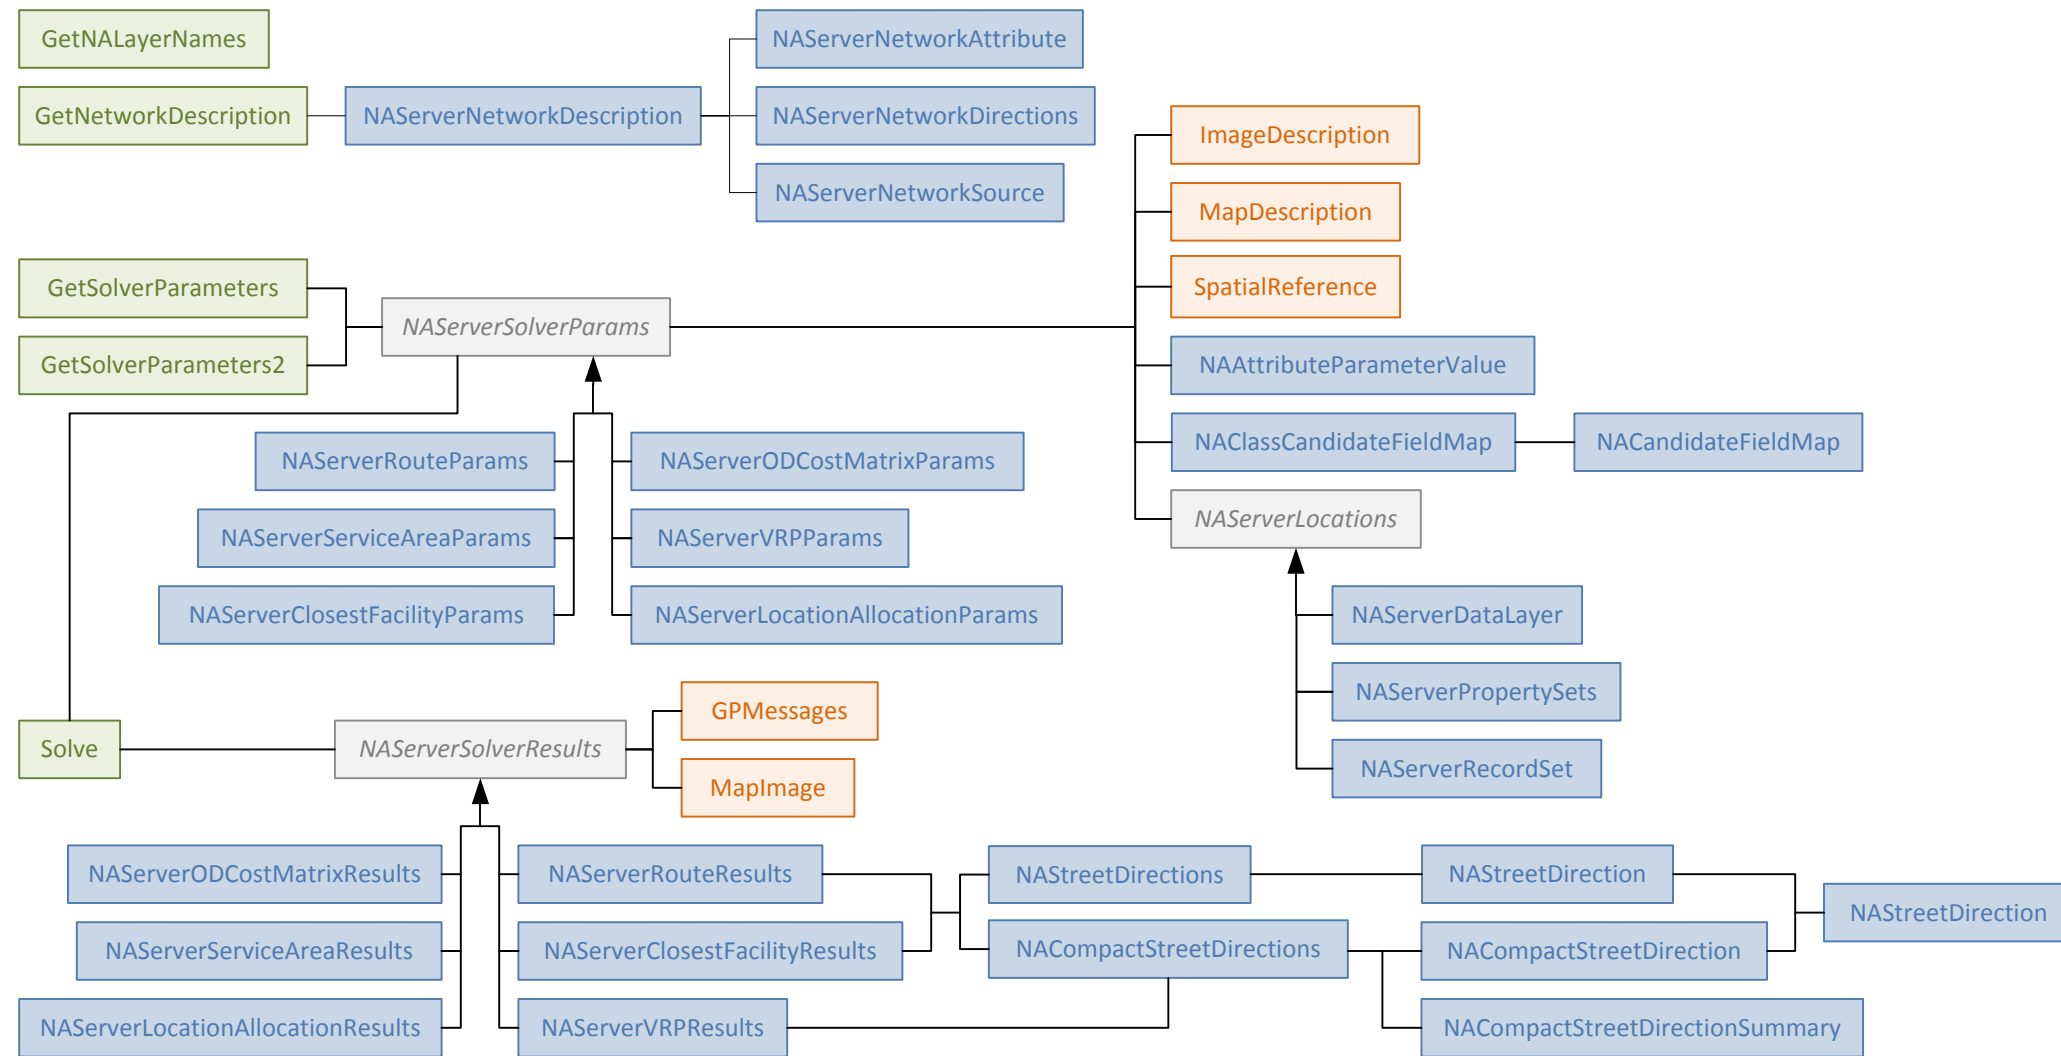 GetNALayerNames
NAServerNetworkAttribute
GetNetworkDescription
NAServerNetworkDescription
NAServerNetworkDirections
NAServerNetworkSource
ImageDescription
MapDescription
SpatialReference
GetSolverParameters
NAServerSolverParams
GetSolverParameters2
NAAttributeParameterValue
NAClassCandidateFieldMap
NACandidateFieldMap
NAServerRouteParams
NAServerODCostMatrixParams
NAServerLocations
NAServerServiceAreaParams
NAServerVRPParams
NAServerClosestFacilityParams
NAServerLocationAllocationParams
NAServerDataLayer
NAServerPropertySets
NAServerRecordSet
GPMessages
Solve
NAServerSolverResults
MapImage
NAServerODCostMatrixResults
NAServerRouteResults
NAStreetDirections
NAStreetDirection
NAStreetDirection
NAServerServiceAreaResults
NAServerClosestFacilityResults
NACompactStreetDirections
NACompactStreetDirection
NAServerLocationAllocationResults
NAServerVRPResults
NACompactStreetDirectionSummary